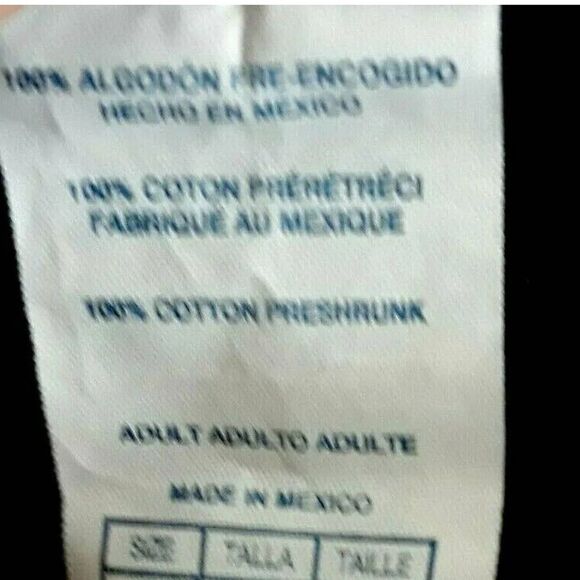 100% ALGODÓN PRE-ENCOGIDO
HECHO EN MÉXICO
100% COTON PRÉRÉTRÉCI
FABRIQUÉ AU MEXIQUE
100% COTTON PRESHRUNK
ADULT ADULTO ADULTE
MADE IN MEXICO
SIZE TALLA TAILLE